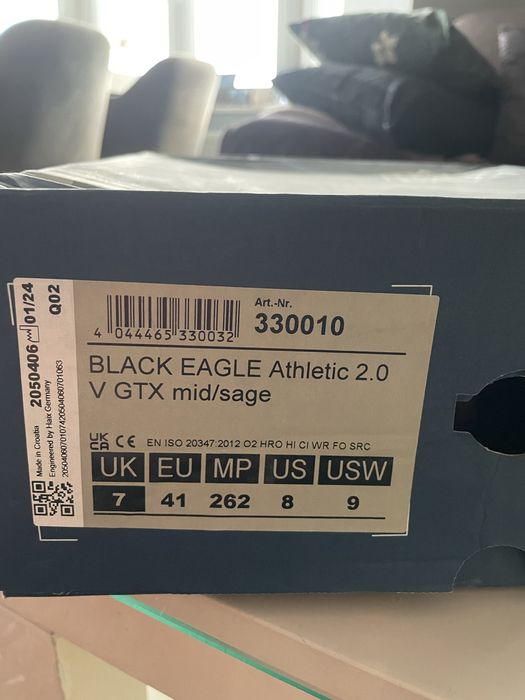 Art.-Nr.
4 044465 330032
330010
BLACK EAGLE Athletic 2.0
V GTX mid/sage
UK
CA CE EN ISO 20347:2012 O2 HRO HI CI WR FO SRC
UK EU MP US USW
7 41 262 8 9
2050406 01/24
Q02
Made in Croatia
Engineered by Haix Germany